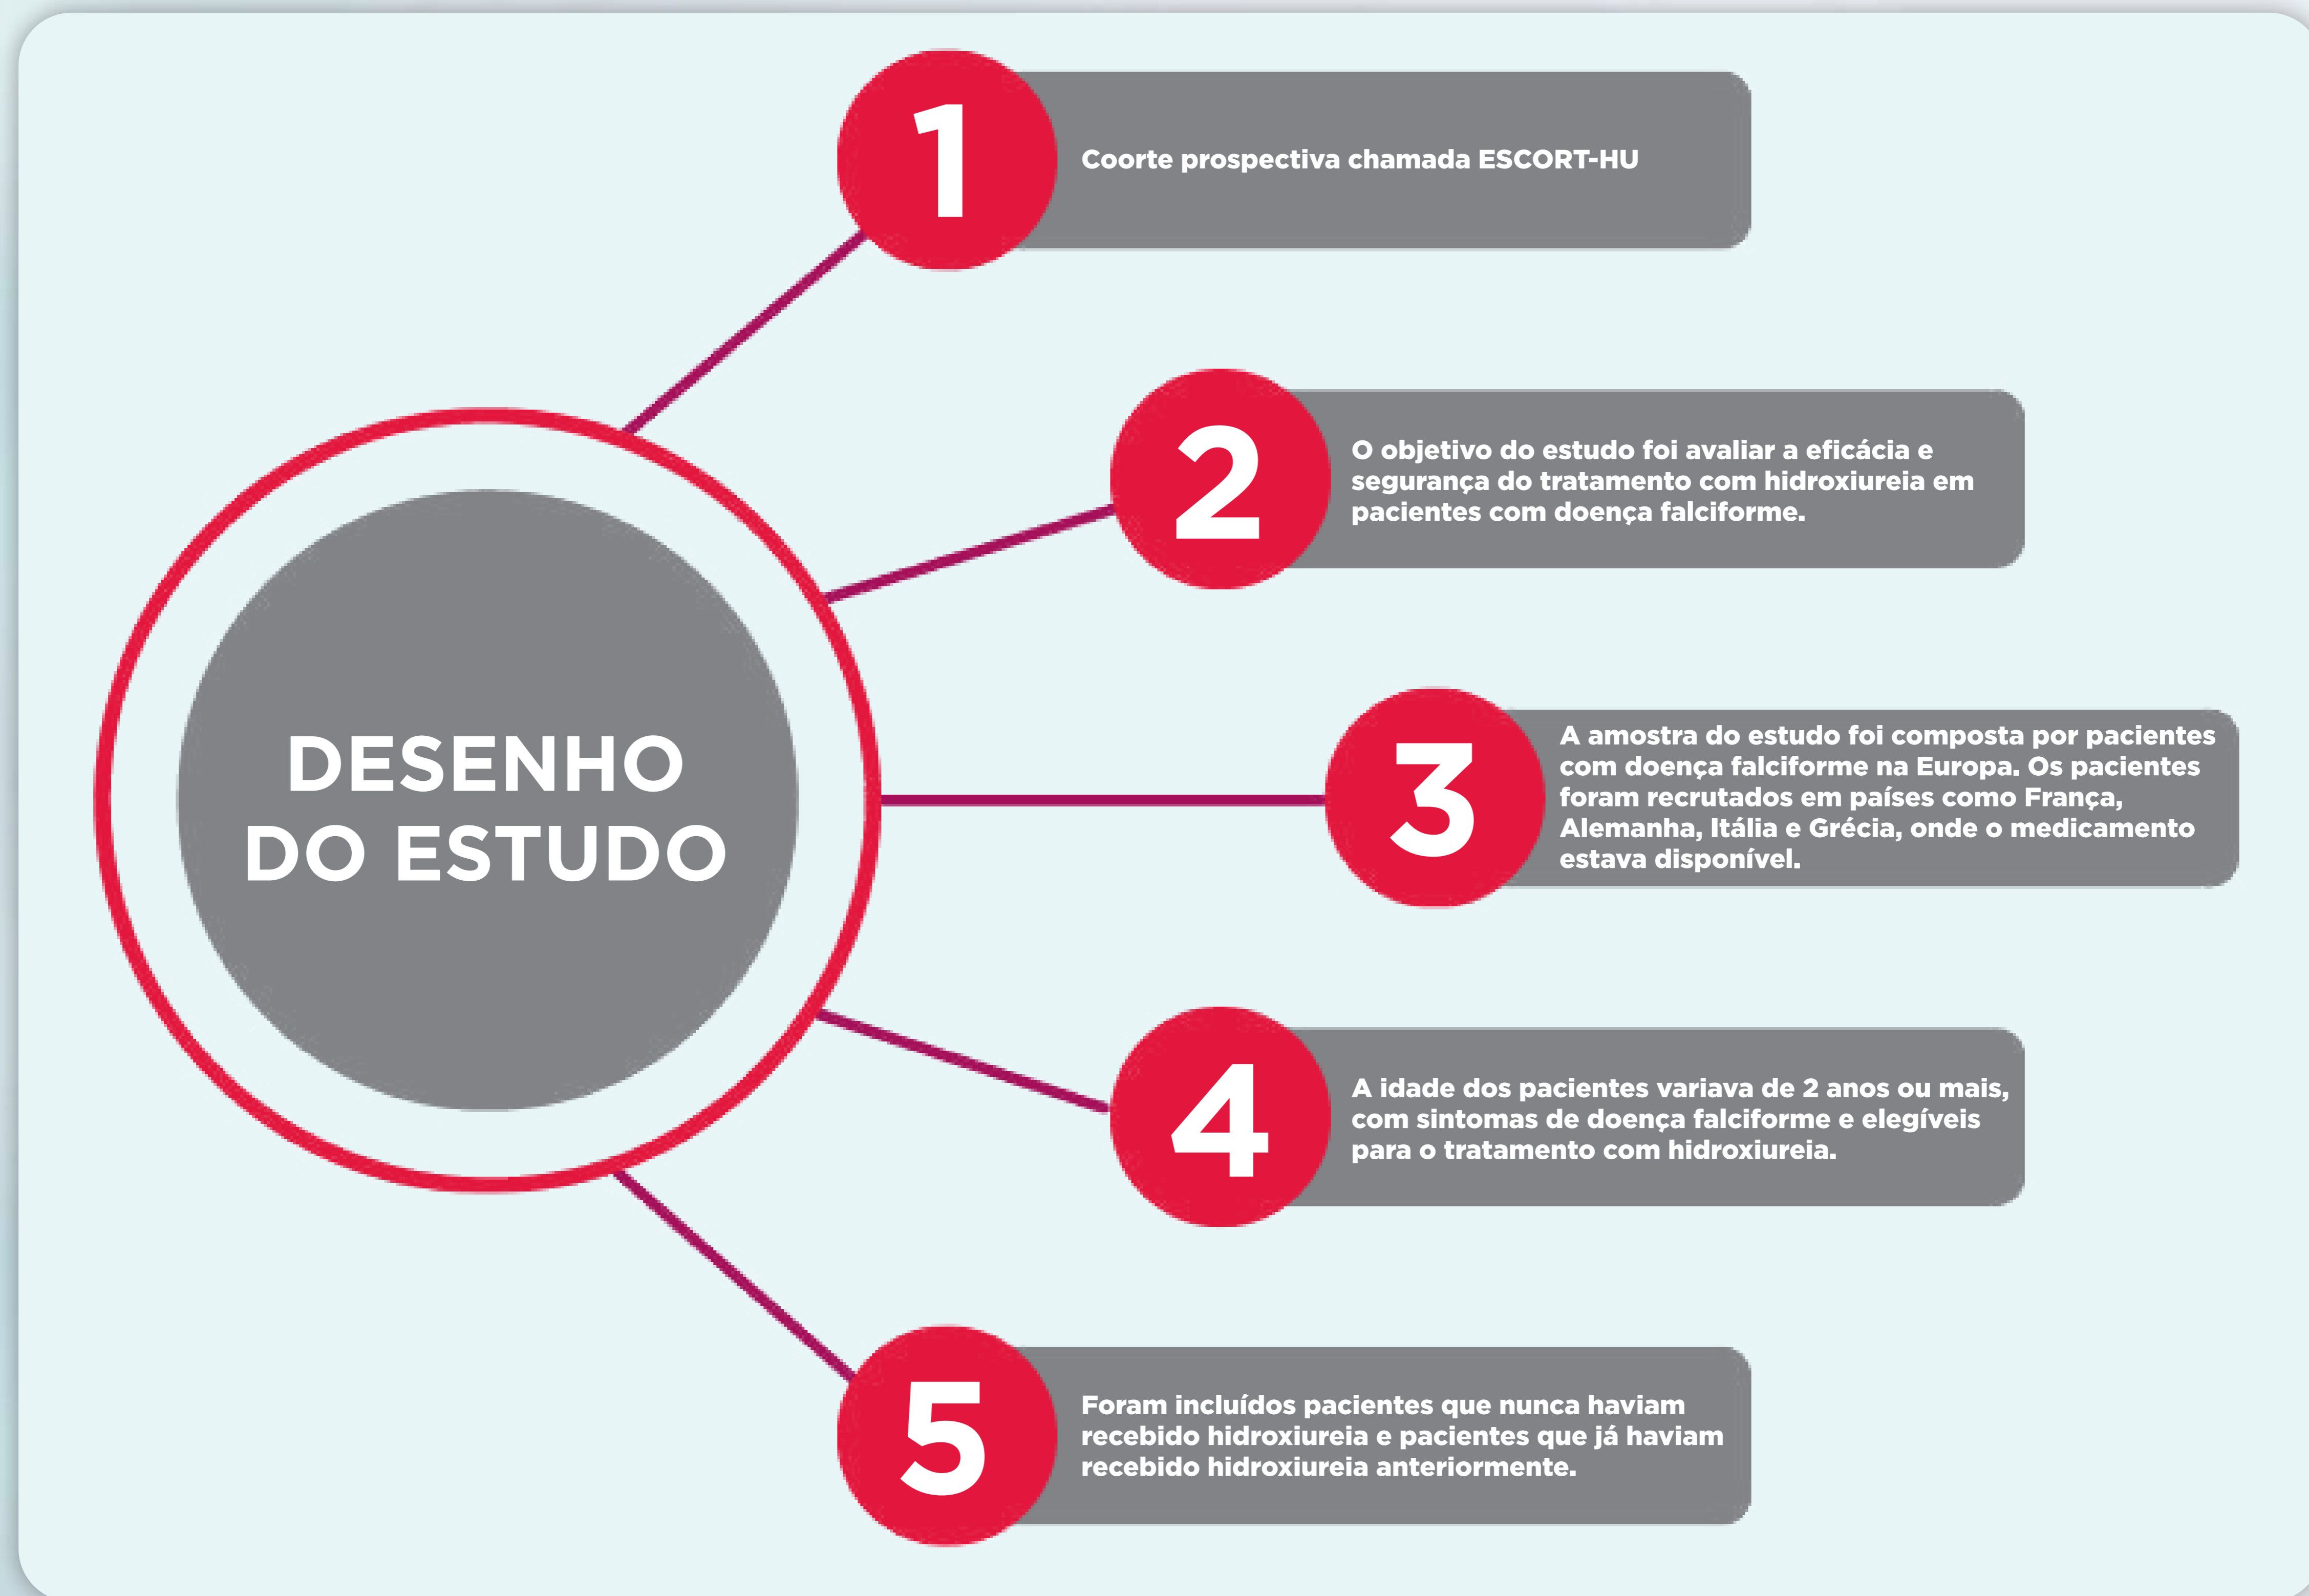 DESENHO
DO ESTUDO
1
Coorte prospectiva chamada ESCORT-HU
2
O objetivo do estudo foi avaliar a eficácia e
segurança do tratamento com hidroxiureia em
pacientes com doença falciforme.
3
A amostra do estudo foi composta por pacientes
com doença falciforme na Europa. Os pacientes
foram recrutados em países como França,
Alemanha, Itália e Grécia, onde o medicamento
estava disponível.
4
A idade dos pacientes variava de 2 anos ou mais,
com sintomas de doença falciforme e elegíveis
para o tratamento com hidroxiureia.
5
Foram incluídos pacientes que nunca haviam
recebido hidroxiureia e pacientes que já haviam
recebido hidroxiureia anteriormente.